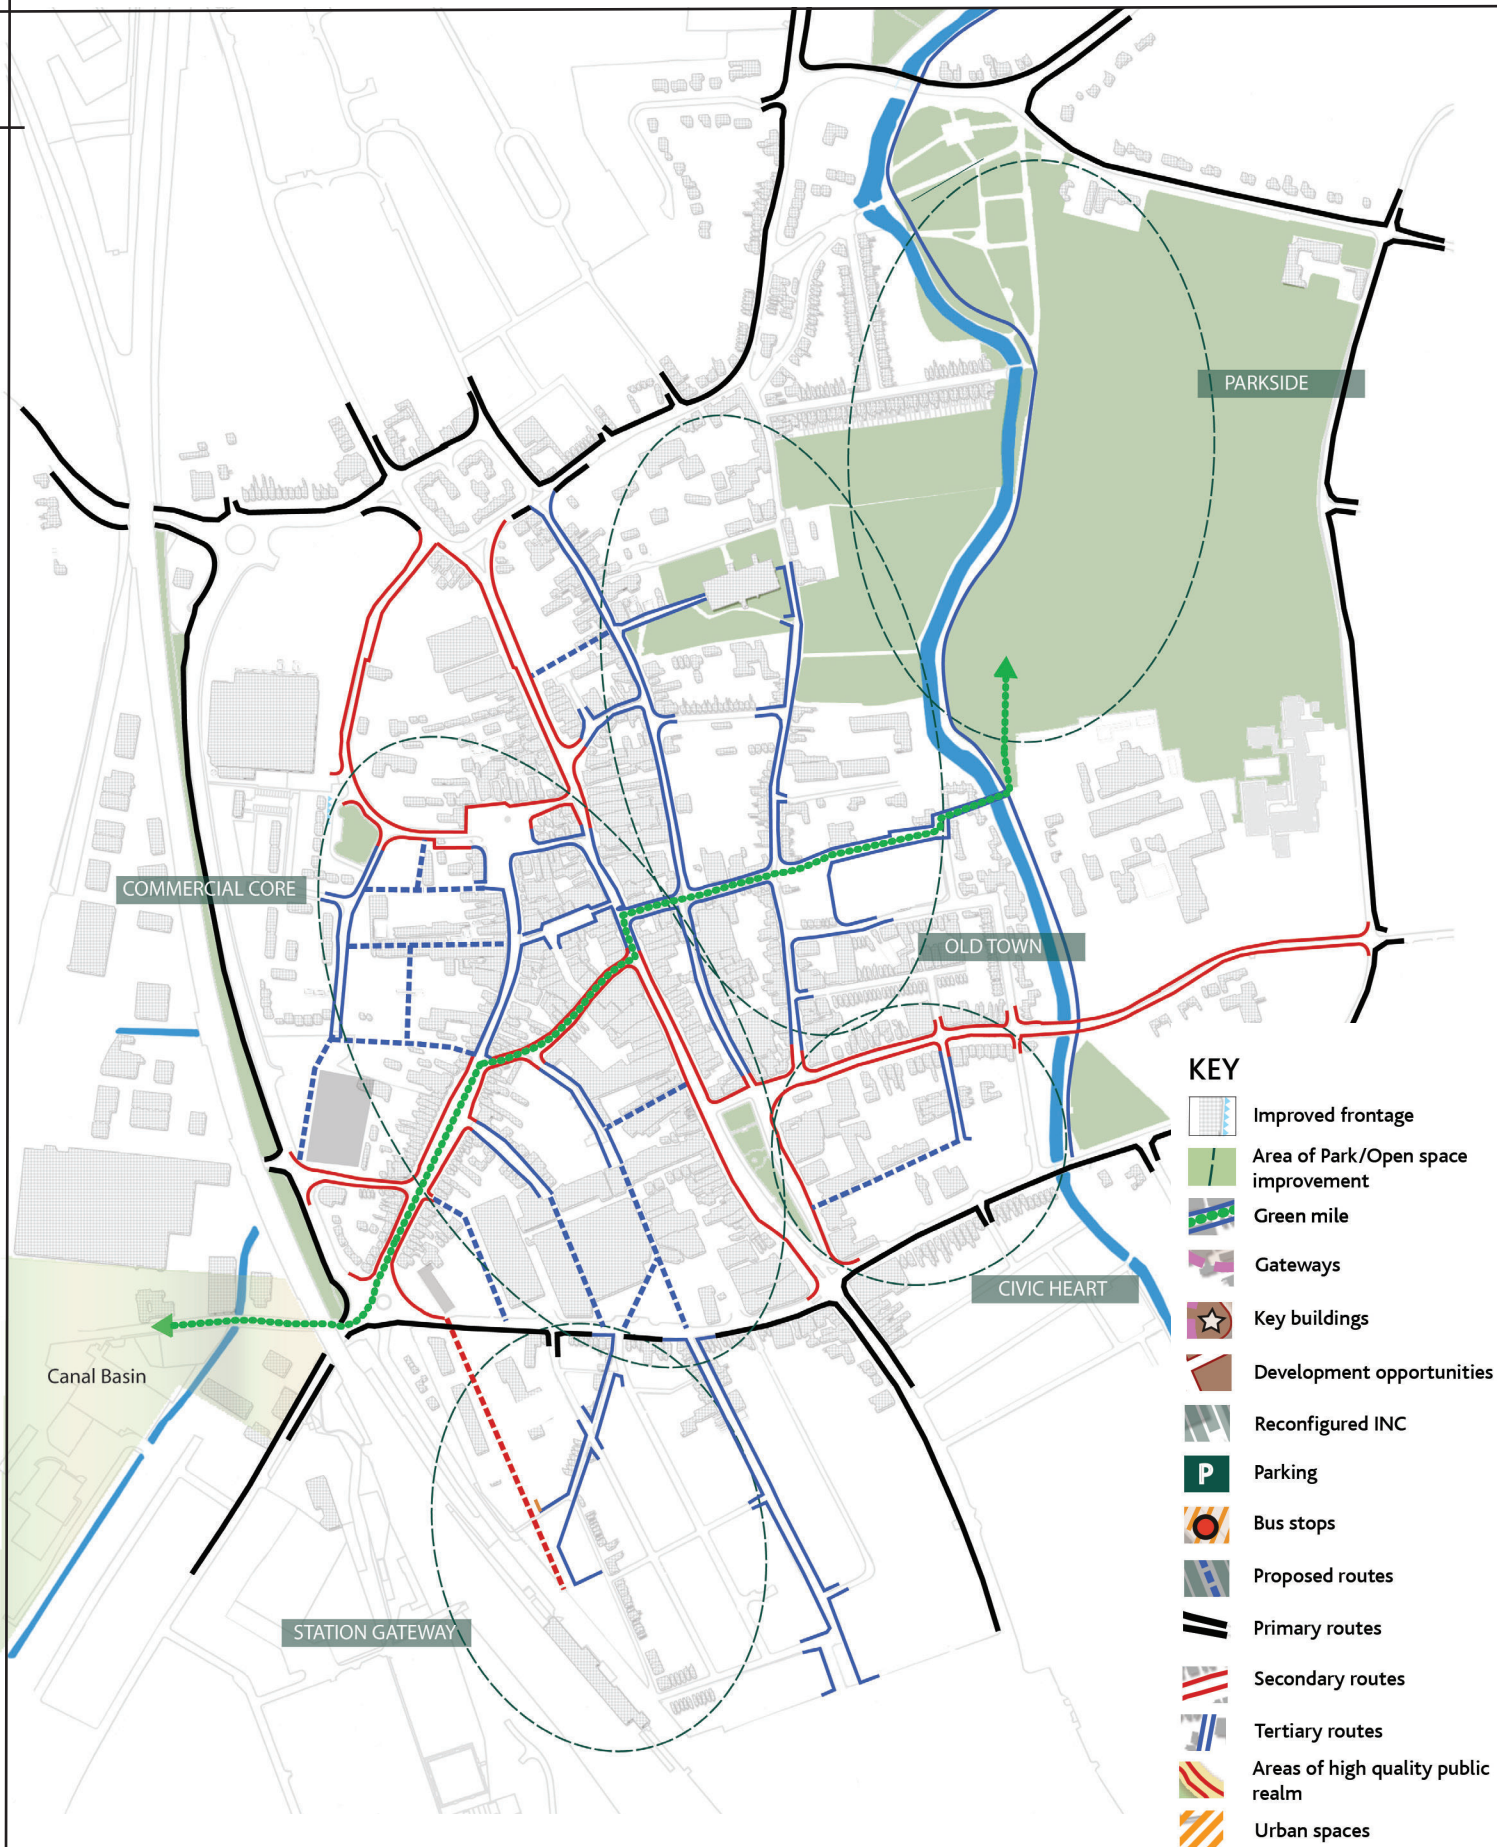 PARKSIDE
COMMERCIAL CORE
OLD TOWN
CIVIC HEART
Canal Basin
STATION GATEWAY
KEY
Improved frontage
Area of Park/Open space
improvement
Green mile
Gateways
Key buildings
Development opportunities
Reconfigured INC
P
Parking
Bus stops
Proposed routes
Primary routes
Secondary routes
Tertiary routes
Areas of high quality public
realm
Urban spaces